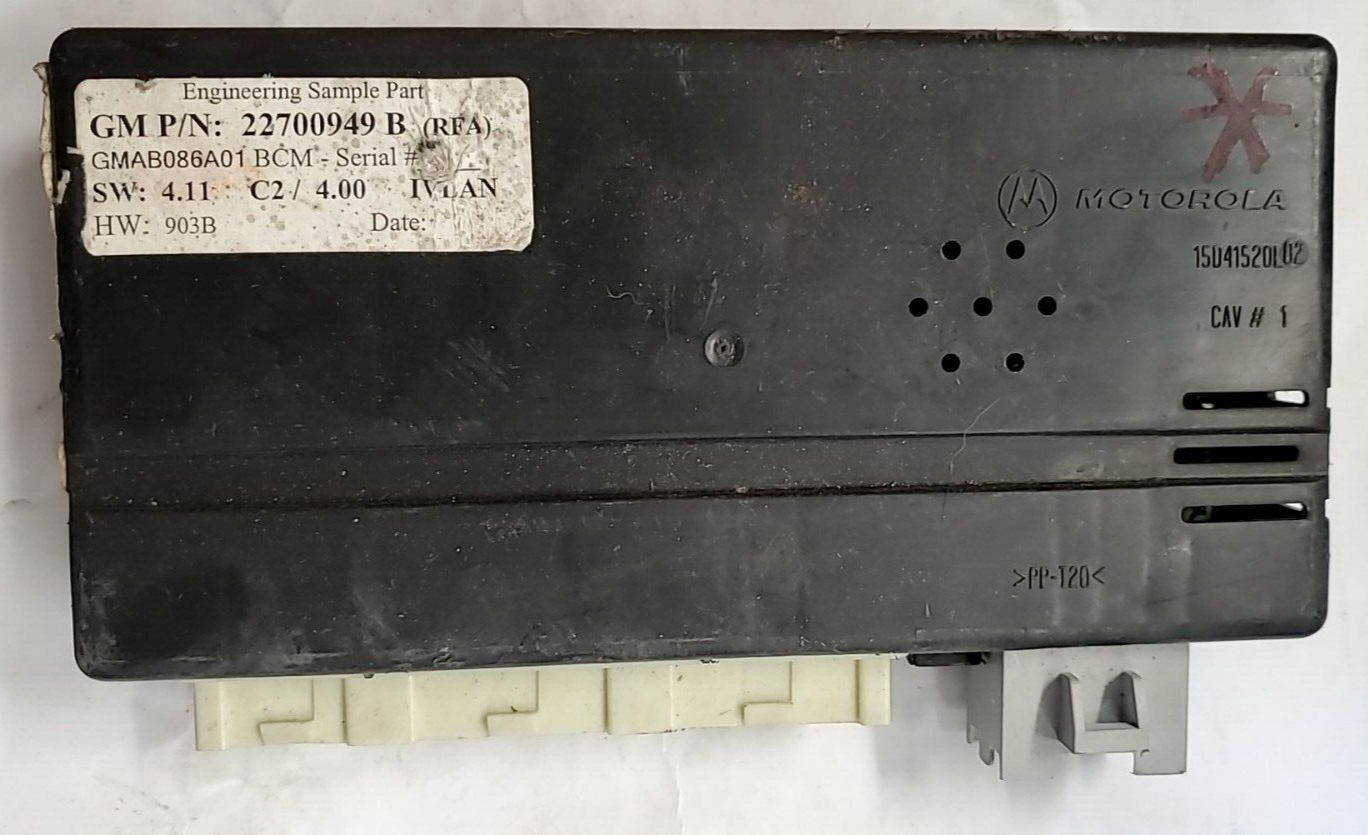 Engineering Sample Part
GM P/N: 22700949 B (RFA)
GMAB086A01 BCM - Serial #
SW: 4.11 C2 / 4.00
HW: 903B Date:
MOTOROLA
15D41520L02
CAV # 1
>PP-T20<